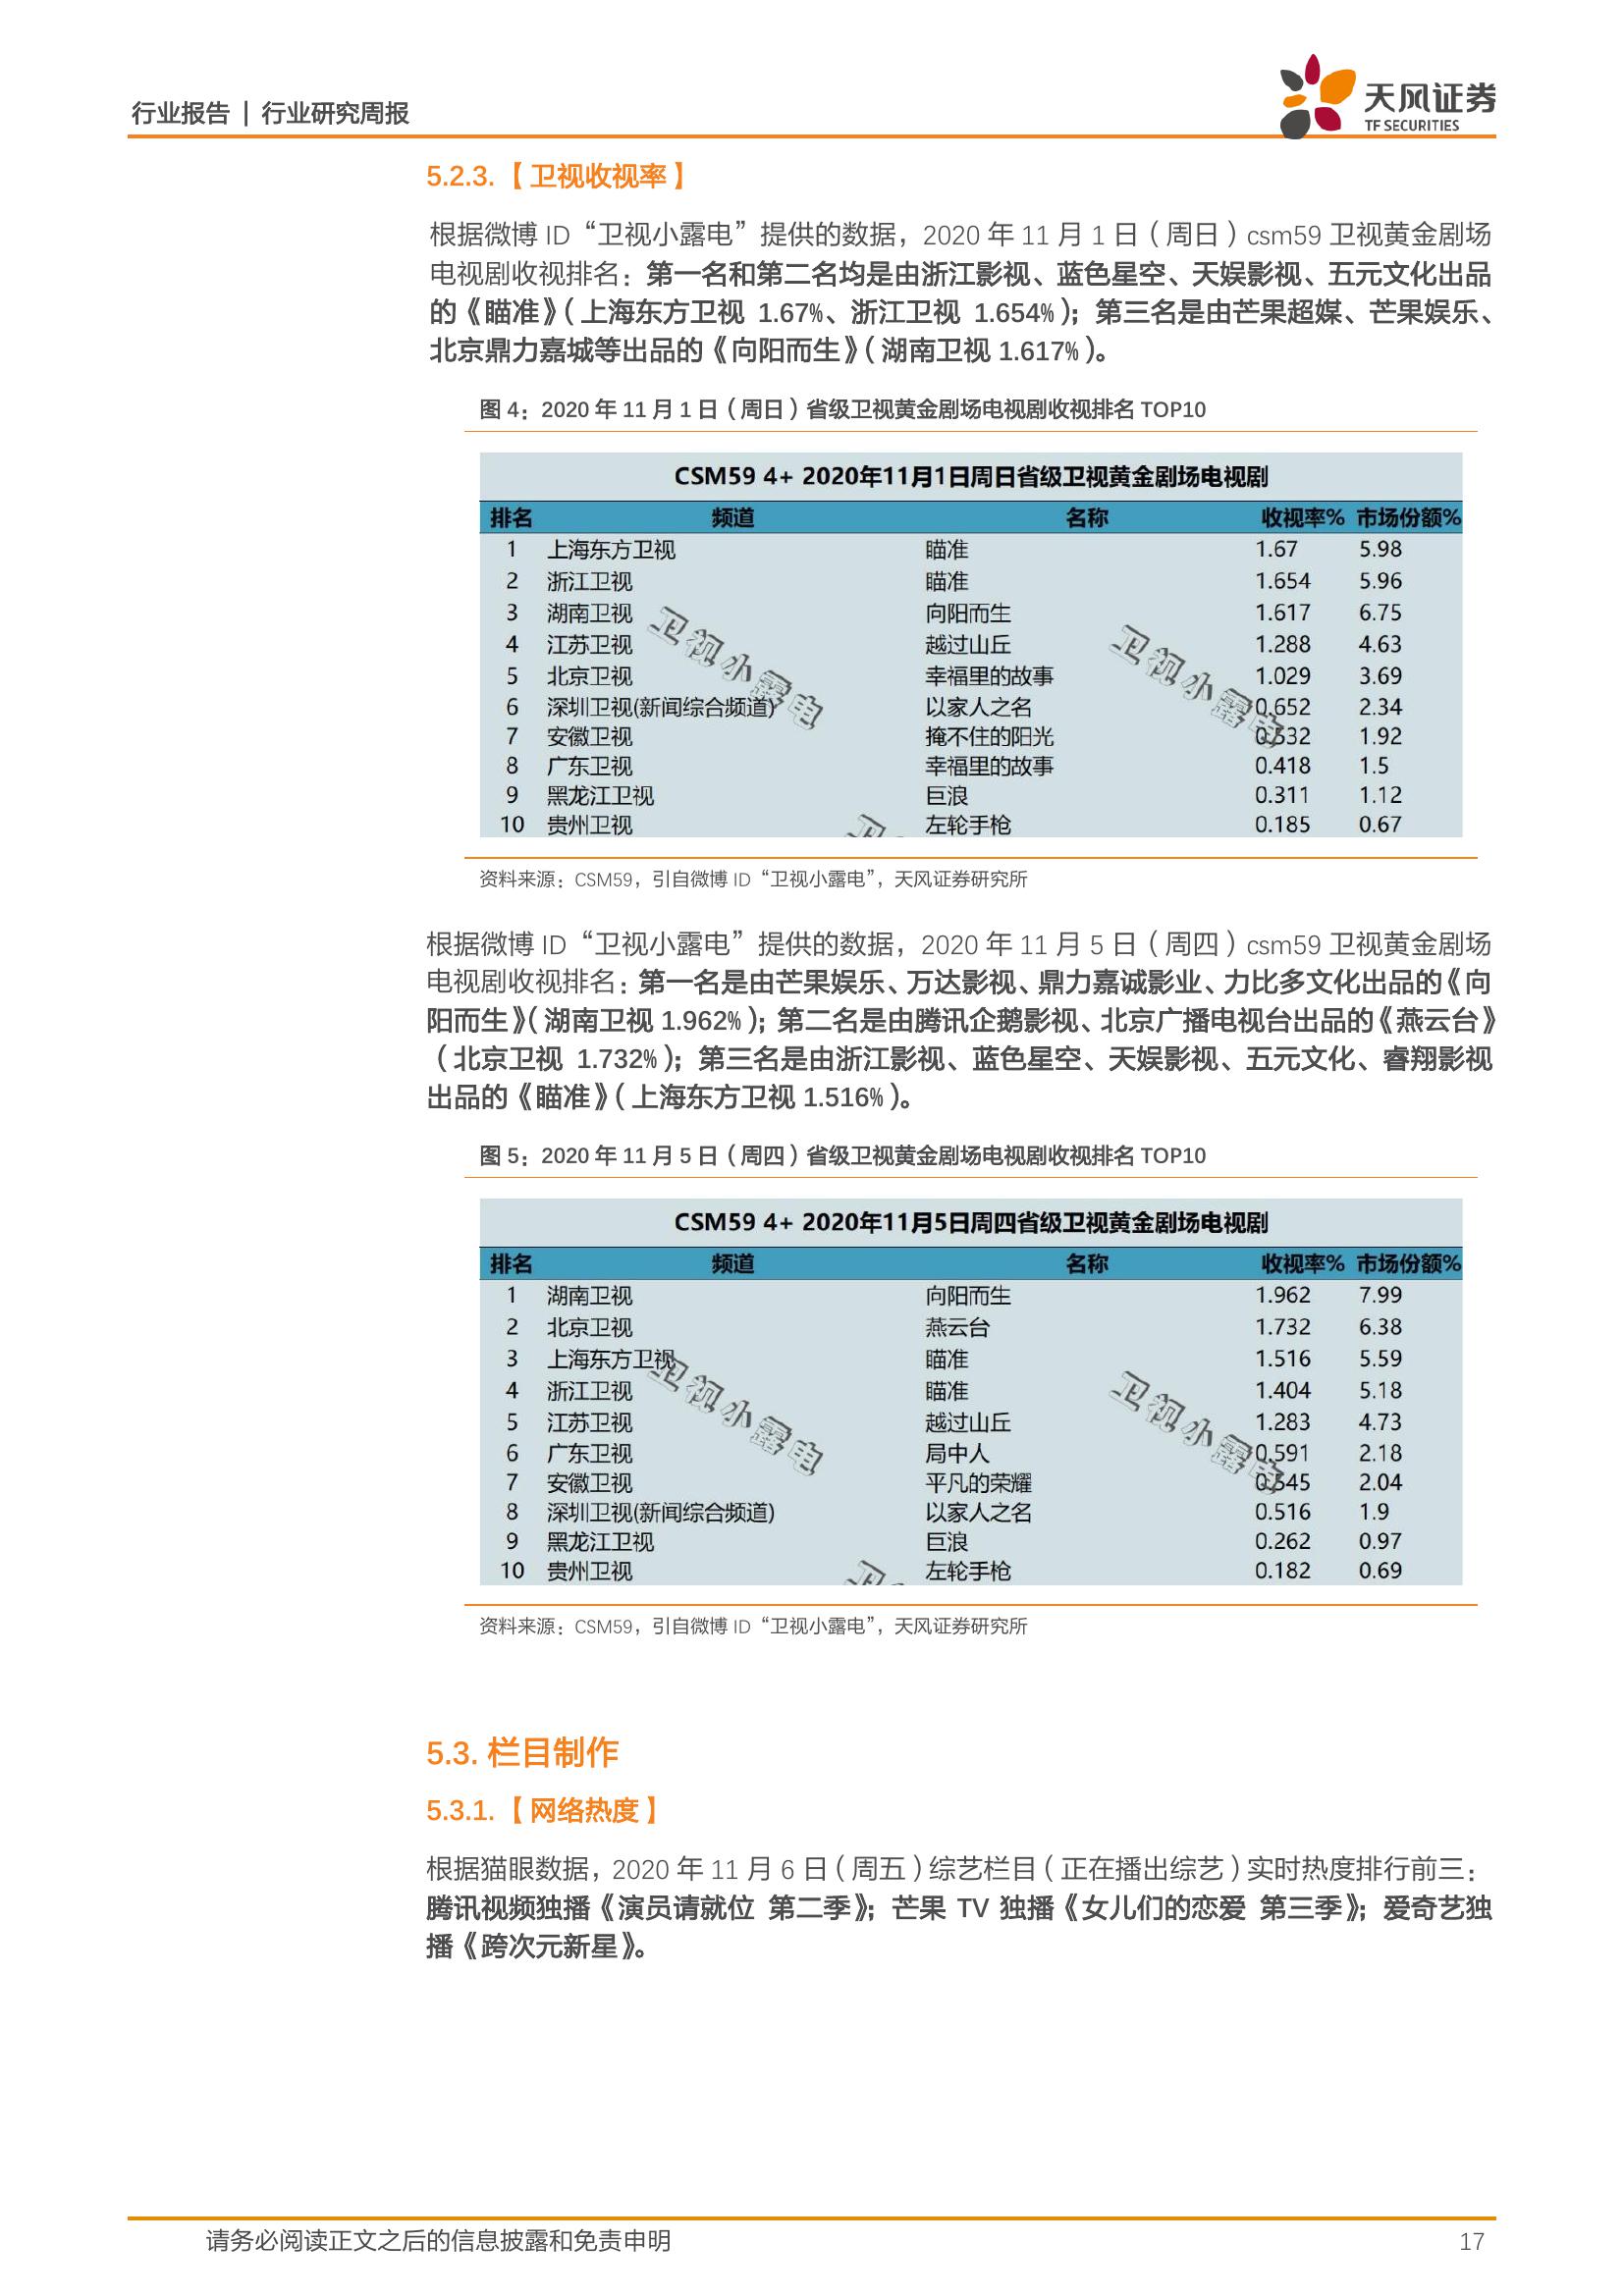 行业报告 | 行业研究周报
天风证券
TF SECURITIES
5.2.3.【卫视收视率】
根据微博 ID“卫视小露电”提供的数据，2020 年 11 月 1 日（周日）csm59 卫视黄金剧场
电视剧收视排名：第一名和第二名均是由浙江影视、蓝色星空、天娱影视、五元文化出品
的《瞄准》（上海东方卫视 1.67%、浙江卫视 1.654%）；第三名是由芒果超媒、芒果娱乐、
北京鼎力嘉城等出品的《向阳而生》（湖南卫视 1.617%）。
图 4：2020 年 11 月 1 日（周日）省级卫视黄金剧场电视剧收视排名 TOP10
CSM59 4+ 2020年11月1日周日省级卫视黄金剧场电视剧
排名 频道 名称 收视率% 市场份额%
1 上海东方卫视 瞄准 1.67 5.98
2 浙江卫视 瞄准 1.654 5.96
3 湖南卫视 向阳而生 1.617 6.75
4 江苏卫视 越过山丘 1.288 4.63
5 北京卫视 幸福里的故事 1.029 3.69
6 深圳卫视(新闻综合频道) 以家人之名 0.652 2.34
7 安徽卫视 掩不住的阳光 0.532 1.92
8 广东卫视 幸福里的故事 0.418 1.5
9 黑龙江卫视 巨浪 0.311 1.12
10 贵州卫视 左轮手枪 0.185 0.67
卫视小露电
卫视小露电
资料来源：CSM59，引自微博 ID“卫视小露电”，天风证券研究所
根据微博 ID“卫视小露电”提供的数据，2020 年 11 月 5 日（周四）csm59 卫视黄金剧场
电视剧收视排名：第一名是由芒果娱乐、万达影视、鼎力嘉诚影业、力比多文化出品的《向
阳而生》（湖南卫视 1.962%）；第二名是由腾讯企鹅影视、北京广播电视台出品的《燕云台》
（北京卫视 1.732%）；第三名是由浙江影视、蓝色星空、天娱影视、五元文化、睿翔影视
出品的《瞄准》（上海东方卫视 1.516%）。
图 5：2020 年 11 月 5 日（周四）省级卫视黄金剧场电视剧收视排名 TOP10
CSM59 4+ 2020年11月5日周四省级卫视黄金剧场电视剧
排名 频道 名称 收视率% 市场份额%
1 湖南卫视 向阳而生 1.962 7.99
2 北京卫视 燕云台 1.732 6.38
3 上海东方卫视 瞄准 1.516 5.59
4 浙江卫视 瞄准 1.404 5.18
5 江苏卫视 越过山丘 1.283 4.73
6 广东卫视 局中人 0.591 2.18
7 安徽卫视 平凡的荣耀 0.545 2.04
8 深圳卫视(新闻综合频道) 以家人之名 0.516 1.9
9 黑龙江卫视 巨浪 0.262 0.97
10 贵州卫视 左轮手枪 0.182 0.69
卫视小露电
卫视小露电
资料来源：CSM59，引自微博 ID“卫视小露电”，天风证券研究所
5.3. 栏目制作
5.3.1.【网络热度】
根据猫眼数据，2020 年 11 月 6 日（周五）综艺栏目（正在播出综艺）实时热度排行前三：
腾讯视频独播《演员请就位 第二季》；芒果 TV 独播《女儿们的恋爱 第三季》；爱奇艺独
播《跨次元新星》。
请务必阅读正文之后的信息披露和免责申明
17